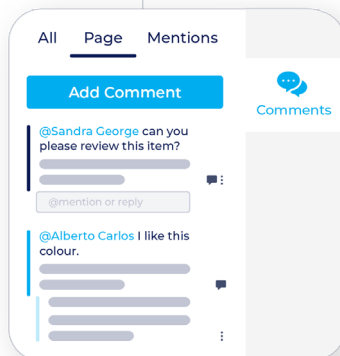 All Page Mentions
Add Comment
Comments
@Sandra George can you
please review this item?
@mention or reply
@Alberto Carlos I like this
colour.